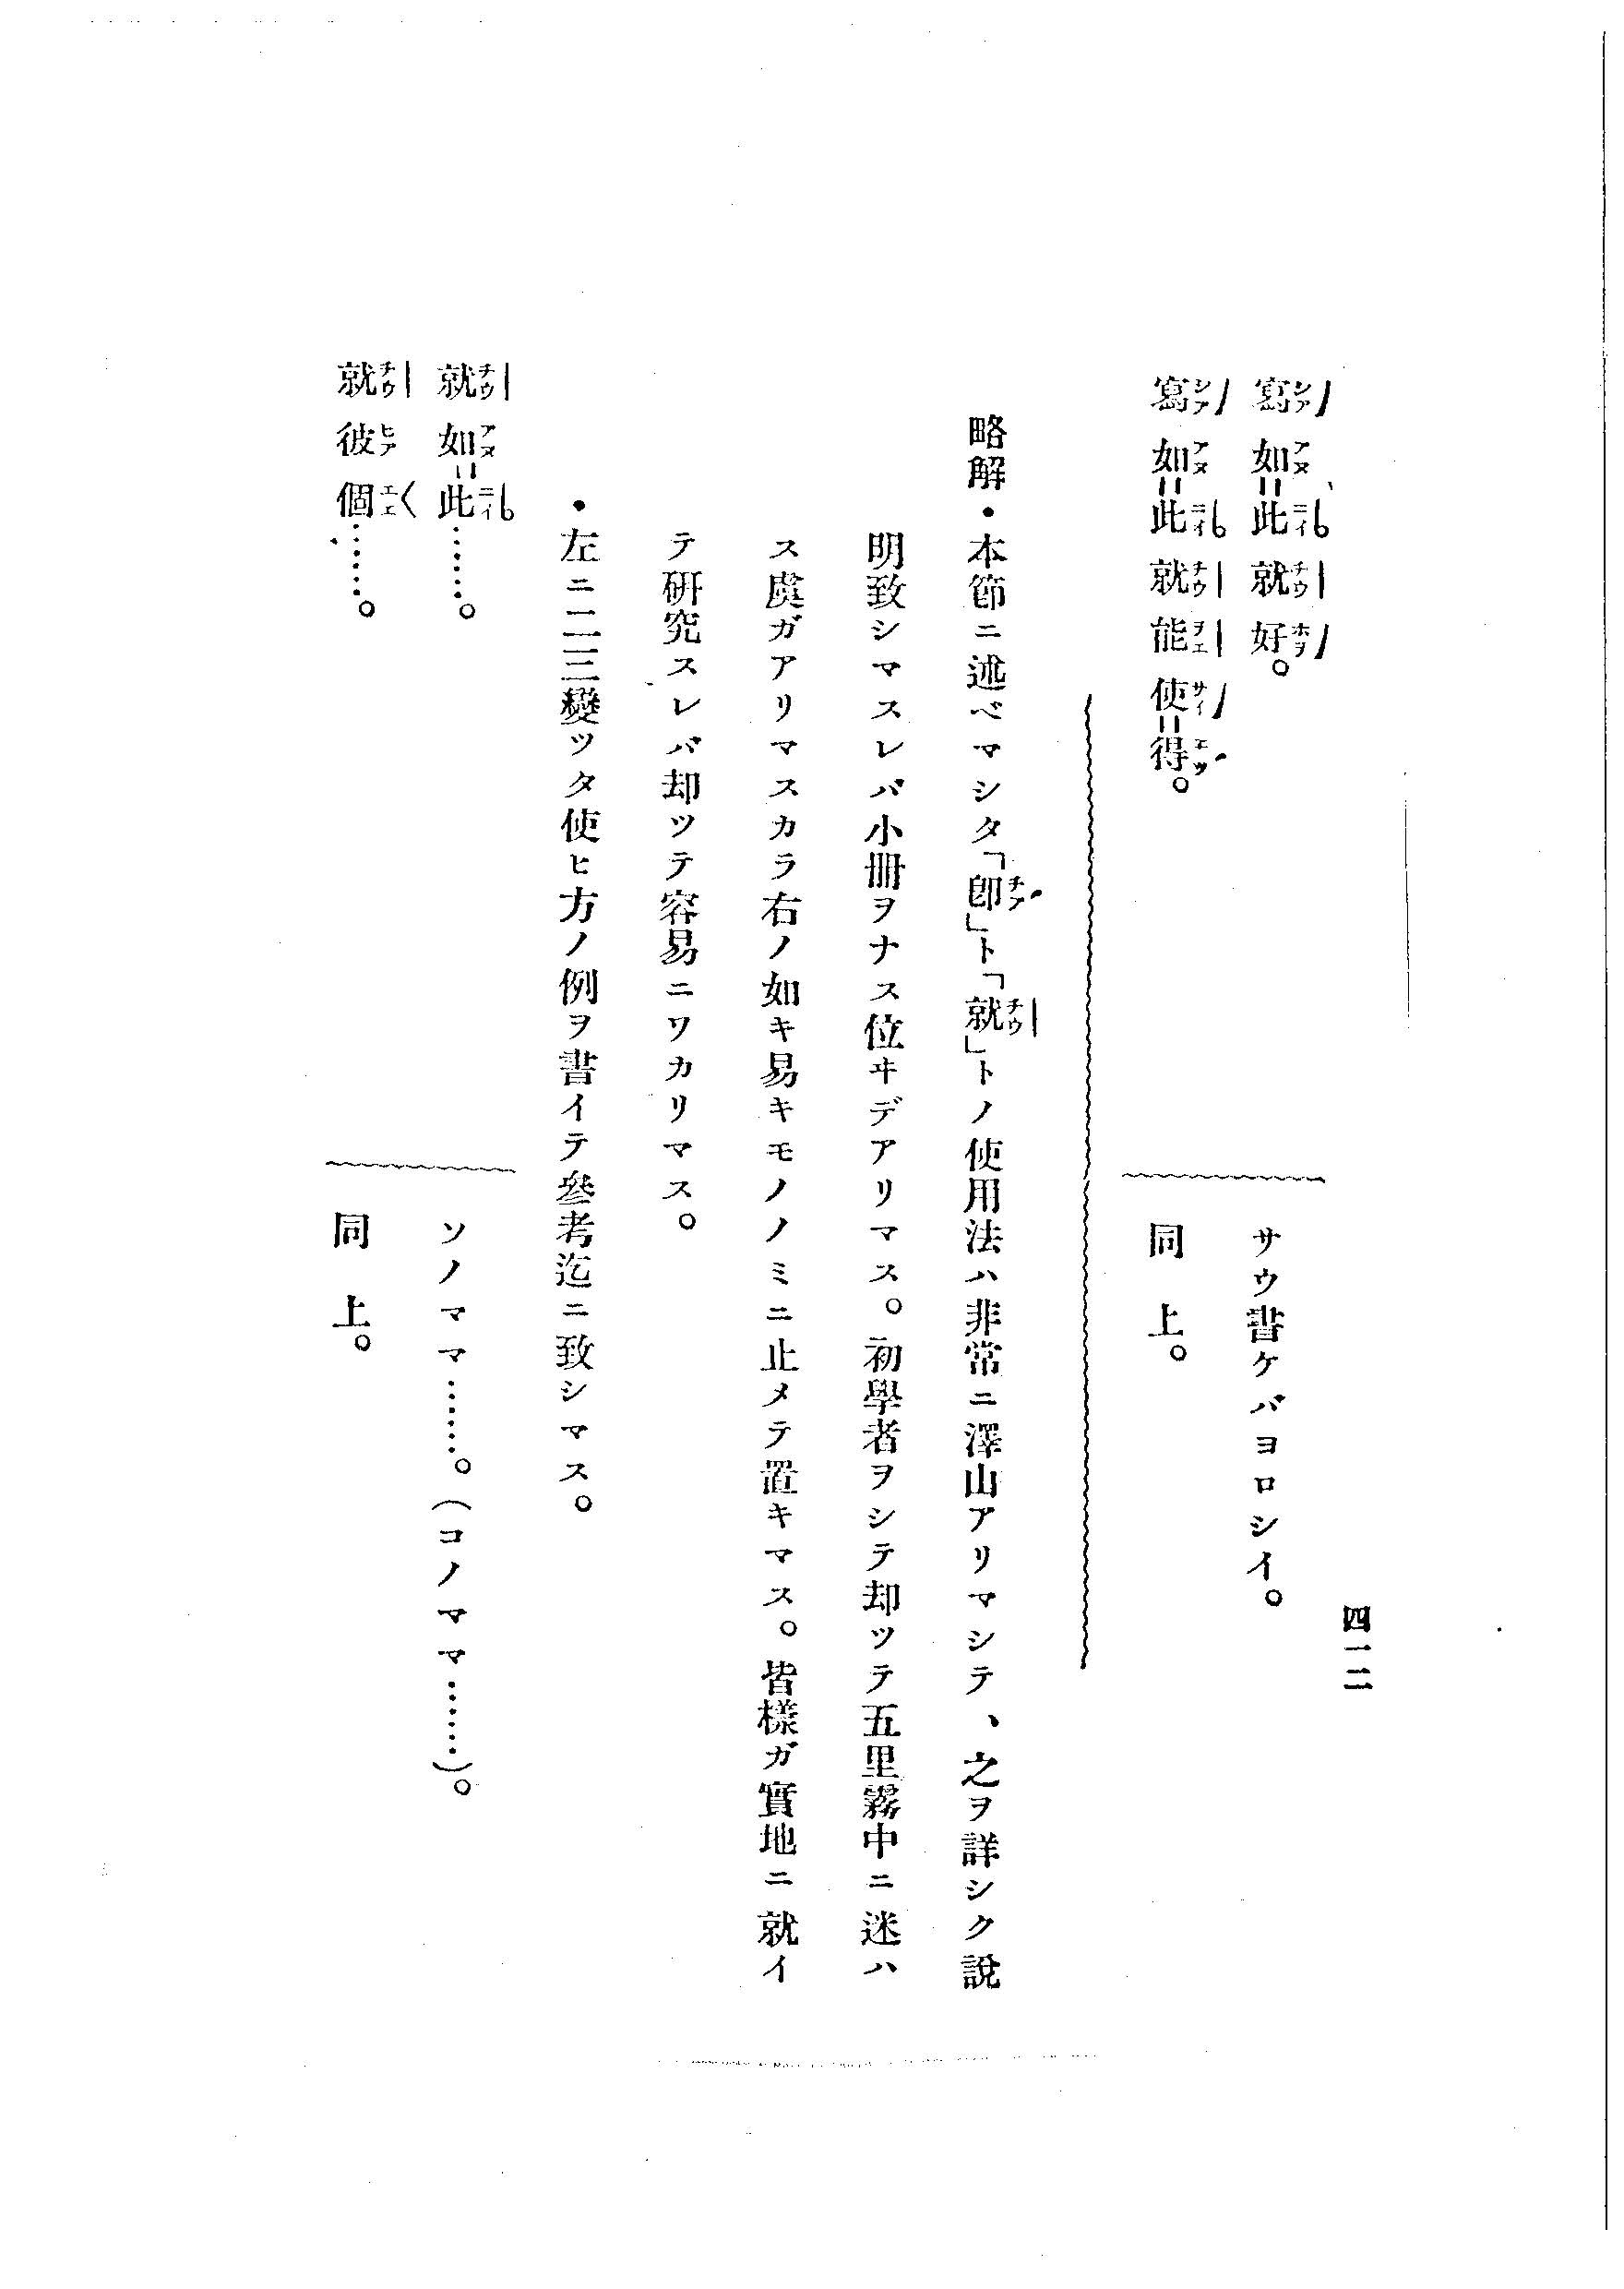 四一二
寫如此就好。 サウ書ケバヨロシイ。
寫如此就能使得。 同上。
略解・本節ニ述ベマシタ「卽」ト「就」トノ使用法ハ非常ニ澤山アリマシテ、之ヲ詳シク說
明致シマスレバ小冊ヲナス位ヰデアリマス。初學者ヲシテ却ツテ五里霧中ニ迷ハ
ス虞ガアリマスカラ右ノ如キ易キモノノミニ止メテ置キマス。皆樣ガ實地ニ就イ
テ硏究スレバ却ツテ容易ニワカリマス。
・左ニ二三變ツタ使ヒ方ノ例ヲ書イテ參考迄ニ致シマス。
就如此……。 ソノママ……。(コノママ……)。
就彼個……。 同上。